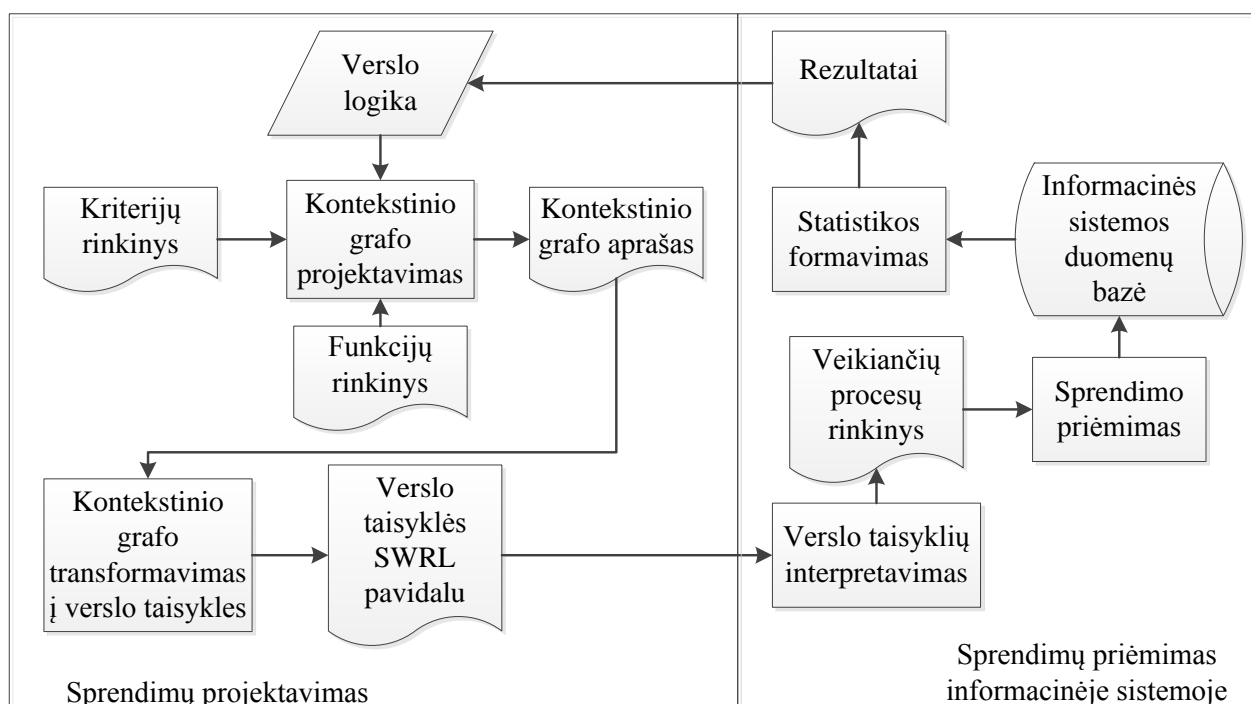 Verslo
logika
Rezultatai
Kriterijų
rinkinys
Kontekstinio
grafo
projektavimas
Kontekstinio
grafo aprašas
Statistikos
formavimas
Informacinės
sistemos
duomenų
bazė
Funkcijų
rinkinys
Veikiančių
procesų
rinkinys
Sprendimo
priėmimas
Kontekstinio
grafo
transformavimas
į verslo taisykles
Verslo
taisyklės
SWRL
pavidalu
Verslo taisyklių
interpretavimas
Sprendimų projektavimas
Sprendimų priėmimas
informacinėje sistemoje